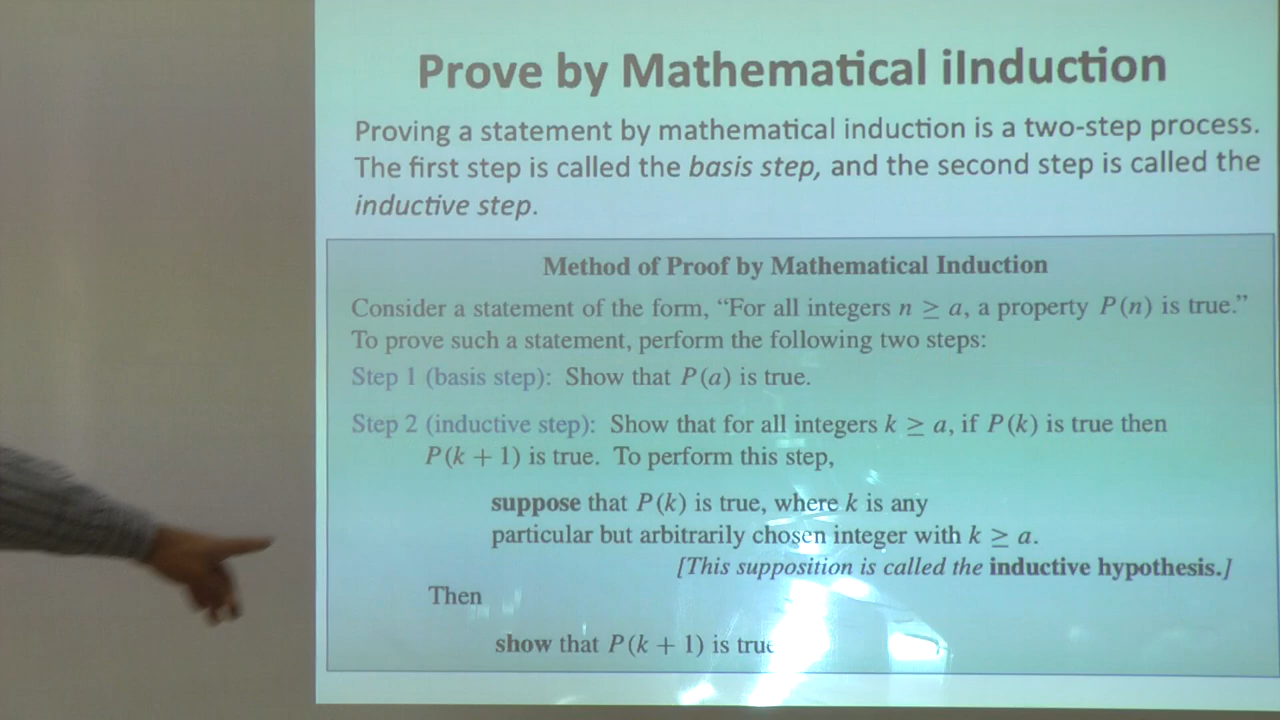 Prove by Mathematical iInduction
Proving a statement by mathematical induction is a two-step process.
The first step is called the basis step, and the second step is called the
inductive step.
Method of Proof by Mathematical Induction
Consider a statement of the form, “For all integers n ≥ a, a property P(n) is true.”
To prove such a statement, perform the following two steps:
Step 1 (basis step): Show that P(a) is true.
Step 2 (inductive step): Show that for all integers k ≥ a, if P(k) is true then
P(k + 1) is true. To perform this step,
suppose that P(k) is true, where k is any
particular but arbitrarily chosen integer with k ≥ a.
[This supposition is called the inductive hypothesis.]
Then
show that P(k + 1) is true